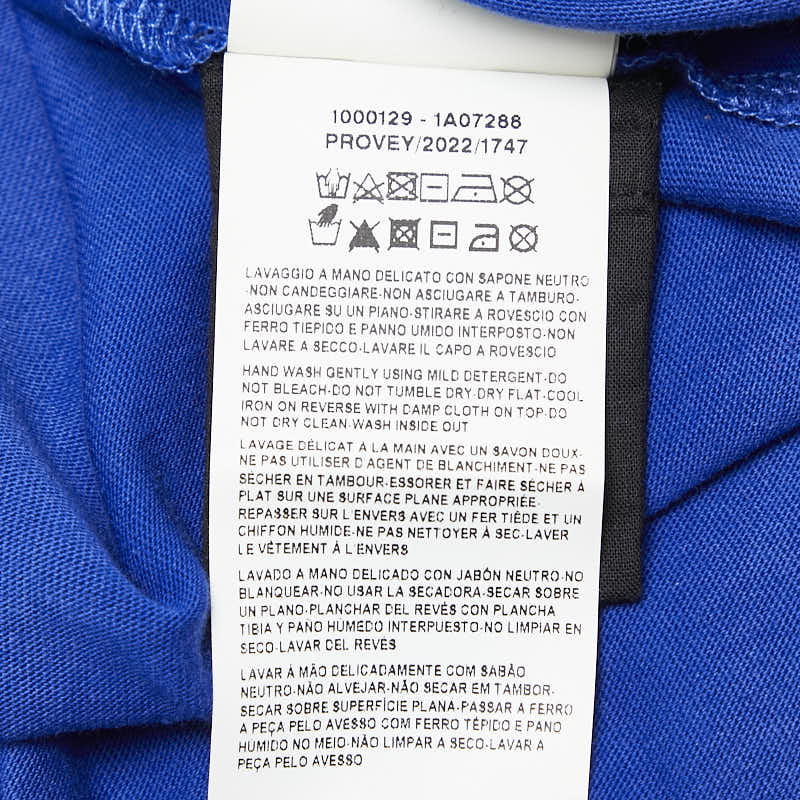 1000129 - 1A07288
PROVEY/2022/1747
LAVAGGIO A MANO DELICATO CON SAPONE NEUTRO
-NON CANDEGGIARE-NON ASCIUGARE A TAMBURO-
ASCIUGARE SU UN PIANO-STIRARE A ROVESCIO CON
FERRO TIEPIDO E PANNO UMIDO INTERPOSTO-NON
LAVARE A SECCO-LAVARE IL CAPO A ROVESCIO
HAND WASH GENTLY USING MILD DETERGENT-DO
NOT BLEACH-DO NOT TUMBLE DRY-DRY FLAT-COOL
IRON ON REVERSE WITH DAMP CLOTH ON TOP-DO
NOT DRY CLEAN-WASH INSIDE OUT
LAVAGE DÉLICAT À LA MAIN AVEC UN SAVON DOUX-
NE PAS UTILISER D'AGENT DE BLANCHIMENT-NE PAS
SÉCHER EN TAMBOUR-ESSORER ET FAIRE SÉCHER À
PLAT SUR UNE SURFACE PLANE APPROPRIÉE-
REPASSER SUR L'ENVERS AVEC UN FER TIÈDE ET UN
CHIFFON HUMIDE-NE PAS NETTOYER À SEC-LAVER
LE VÊTEMENT À L'ENVERS
LAVADO A MANO DELICADO CON JABÓN NEUTRO-NO
BLANQUEAR-NO USAR LA SECADORA-SECAR SOBRE
UN PLANO-PLANCHAR DEL REVÉS CON PLANCHA
TIBIA Y PAÑO HÚMEDO INTERPUESTO-NO LIMPIAR EN
SECO-LAVAR DEL REVÉS
LAVAR À MÃO DELICADAMENTE COM SABÃO
NEUTRO-NÃO ALVEJAR-NÃO SECAR EM TAMBOR-
SECAR SOBRE SUPERFÍCIE PLANA-PASSAR A FERRO
A PEÇA PELO AVESSO COM FERRO TÉPIDO E PANO
HÚMIDO NO MEIO-NÃO LIMPAR A SECO-LAVAR A
PEÇA PELO AVESSO